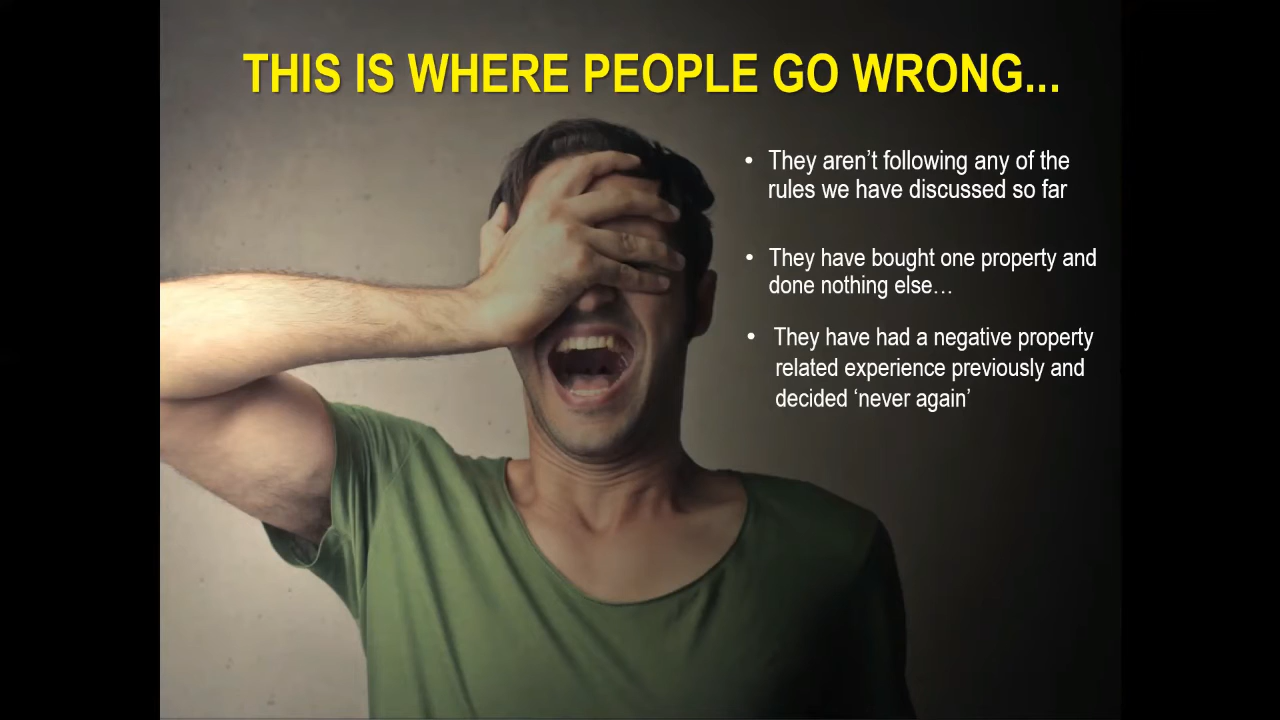 THIS IS WHERE PEOPLE GO WRONG...
• They aren’t following any of the
rules we have discussed so far
• They have bought one property and
done nothing else…
• They have had a negative property
related experience previously and
decided ‘never again’